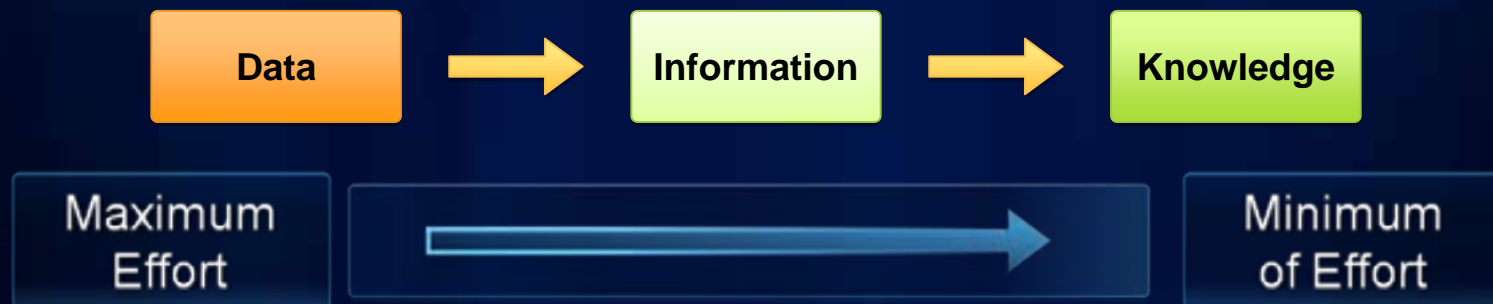 Data
Information
Knowledge
Maximum
Effort
Minimum
of Effort